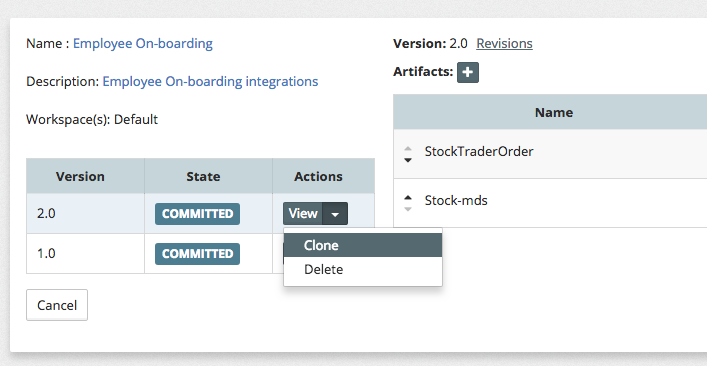 Name : Employee On-boarding
Description: Employee On-boarding integrations
Workspace(s): Default
Version State Actions
2.0 COMMITTED View
1.0 COMMITTED
Clone
Delete
Cancel
Version: 2.0 Revisions
Artifacts: +
Name
StockTraderOrder
Stock-mds